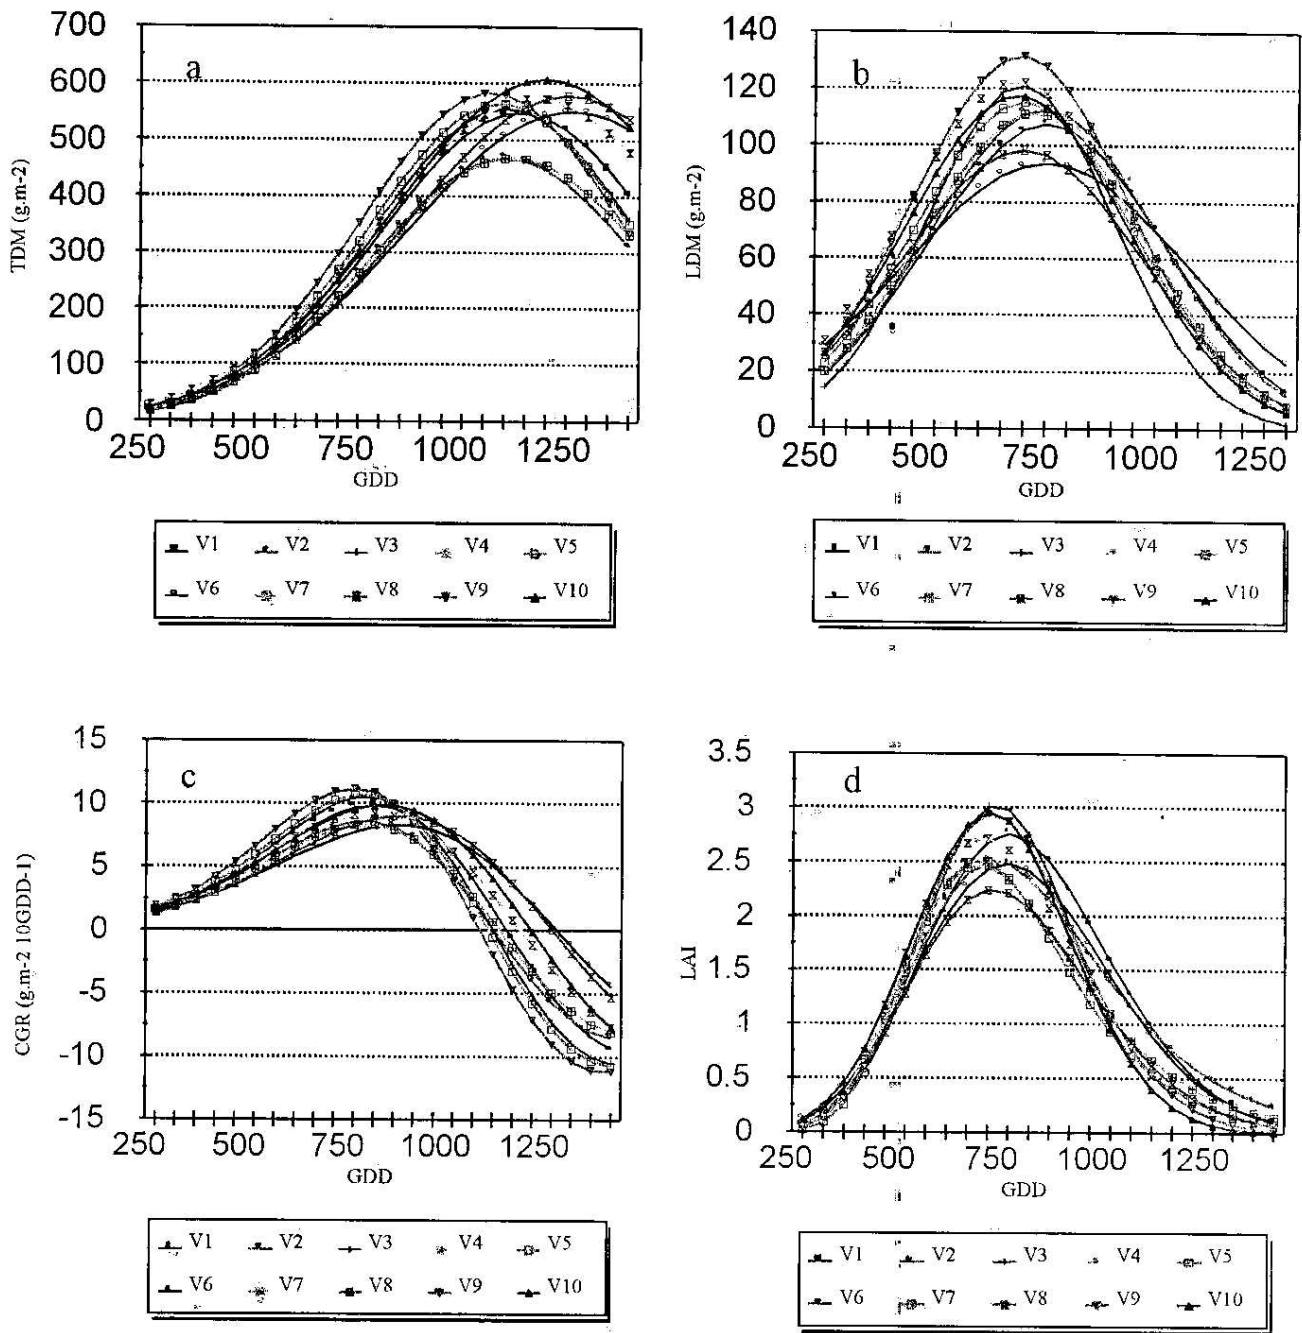 a
700
600
500
400
300
200
100
0
TDM (g.m-2)
250 500 750 1000 1250
GDD
V1 V2 V3 V4 V5
V6 V7 V8 V9 V10
b
140
120
100
80
60
40
20
0
LDM (g.m-2)
250 500 750 1000 1250
GDD
V1 V2 V3 V4 V5
V6 V7 V8 V9 V10
c
15
10
5
0
-5
-10
-15
CGR (g.m-2 10GDD-1)
250 500 750 1000 1250
GDD
V1 V2 V3 V4 V5
V6 V7 V8 V9 V10
d
3.5
3
2.5
2
1.5
1
0.5
0
LAI
250 500 750 1000 1250
GDD
V1 V2 V3 V4 V5
V6 V7 V8 V9 V10